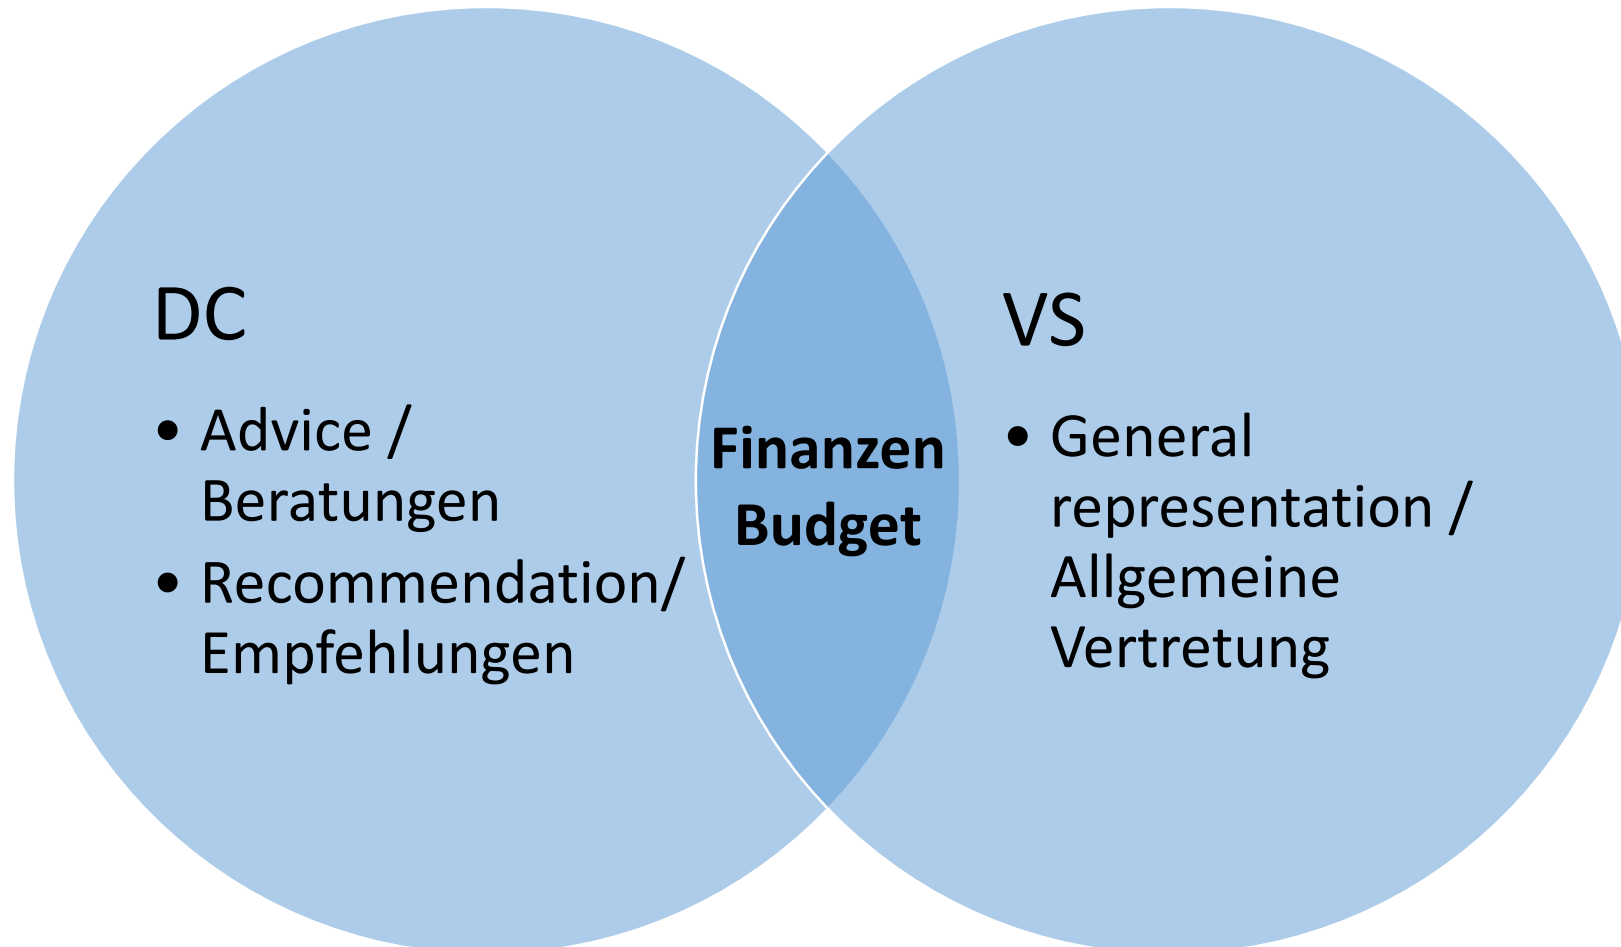 DC
• Advice /
Beratungen
• Recommendation/
Empfehlungen
Finanzen
Budget
VS
• General
representation /
Allgemeine
Vertretung